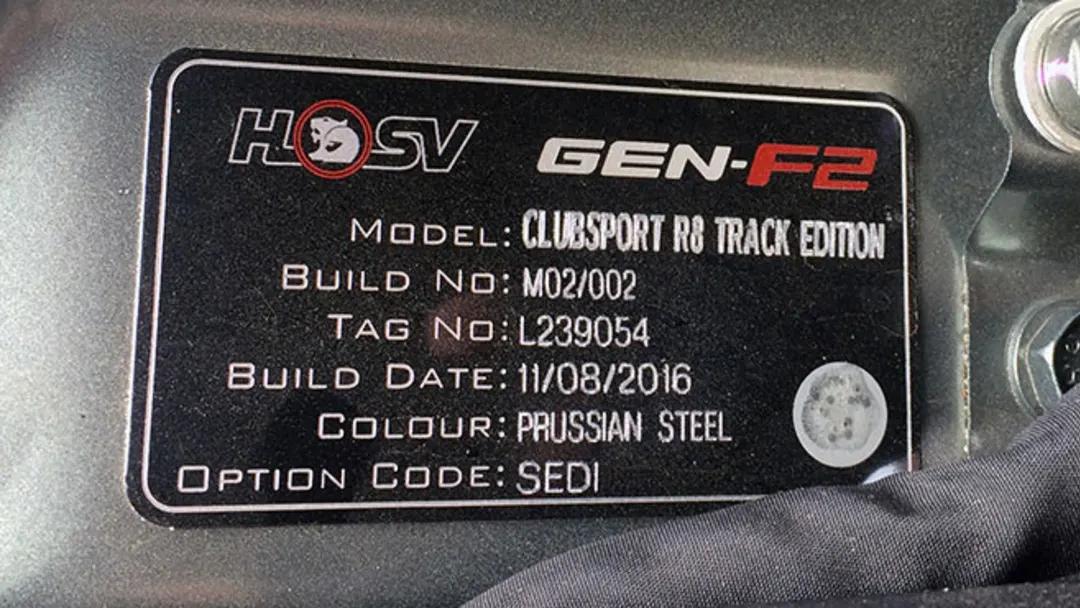 HSV GEN-F2
MODEL: CLUBSPORT R8 TRACK EDITION
BUILD NO: M02/002
TAG NO: L239054
BUILD DATE: 11/08/2016
COLOUR: PRUSSIAN STEEL
OPTION CODE: SEDI